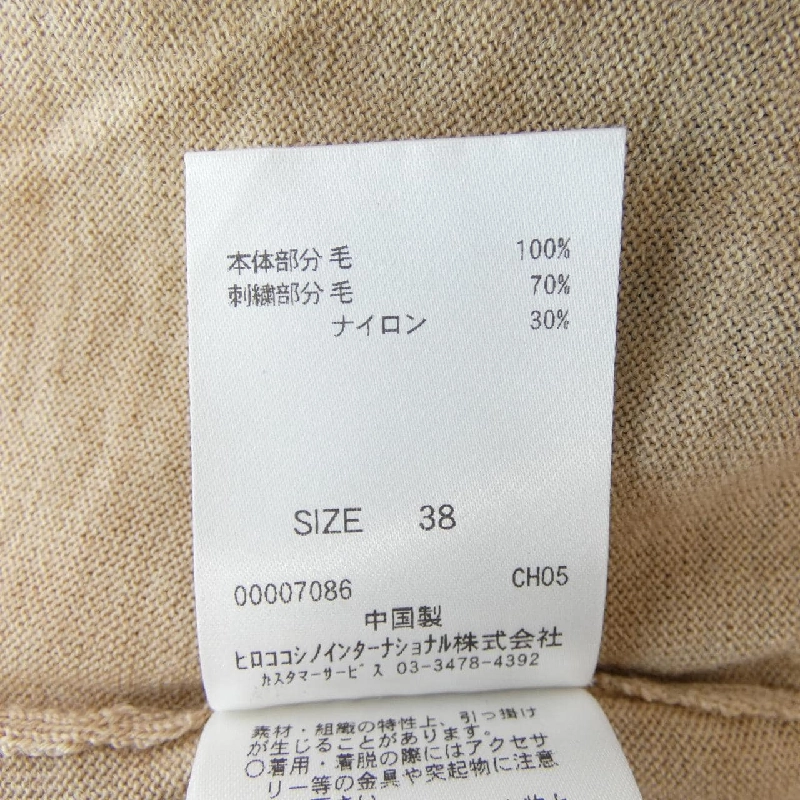 本体部分 毛 100%
刺繍部分 毛 70%
ナイロン 30%
SIZE 38
00007086 CH05
中国製
ヒロココシノインターナショナル株式会社
カスタマーサービス 03-3478-4392
素材・組織の特性上、引っ掛け
が生じることがあります。
○着用・着脱の際にはアクセサ
リー等の金具や突起物に注意